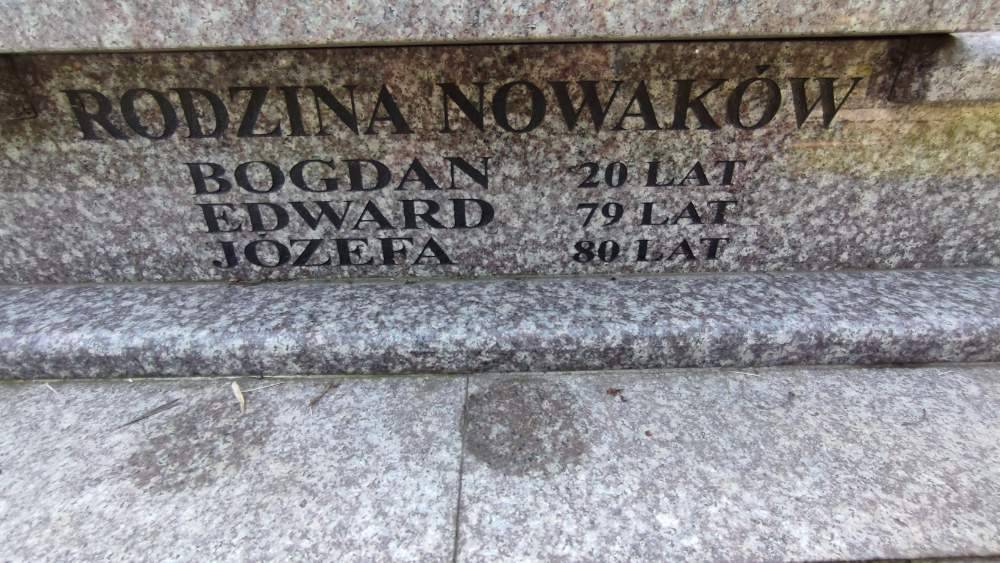 RODZINA NOWAKÓW
BOGDAN 20 LAT
EDWARD 79 LAT
JÓZEFA 80 LAT